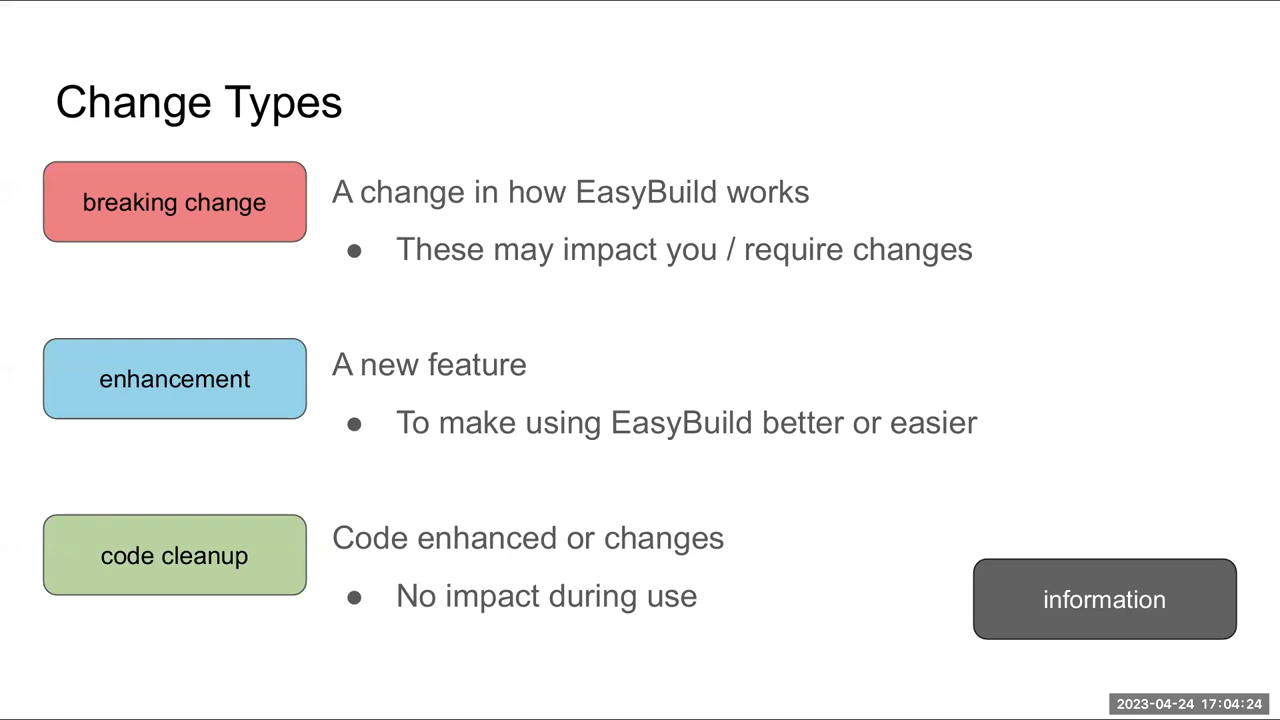 Change Types
breaking change
A change in how EasyBuild works
● These may impact you / require changes
enhancement
A new feature
● To make using EasyBuild better or easier
code cleanup
Code enhanced or changes
● No impact during use
information
2023-04-24 17:04:24